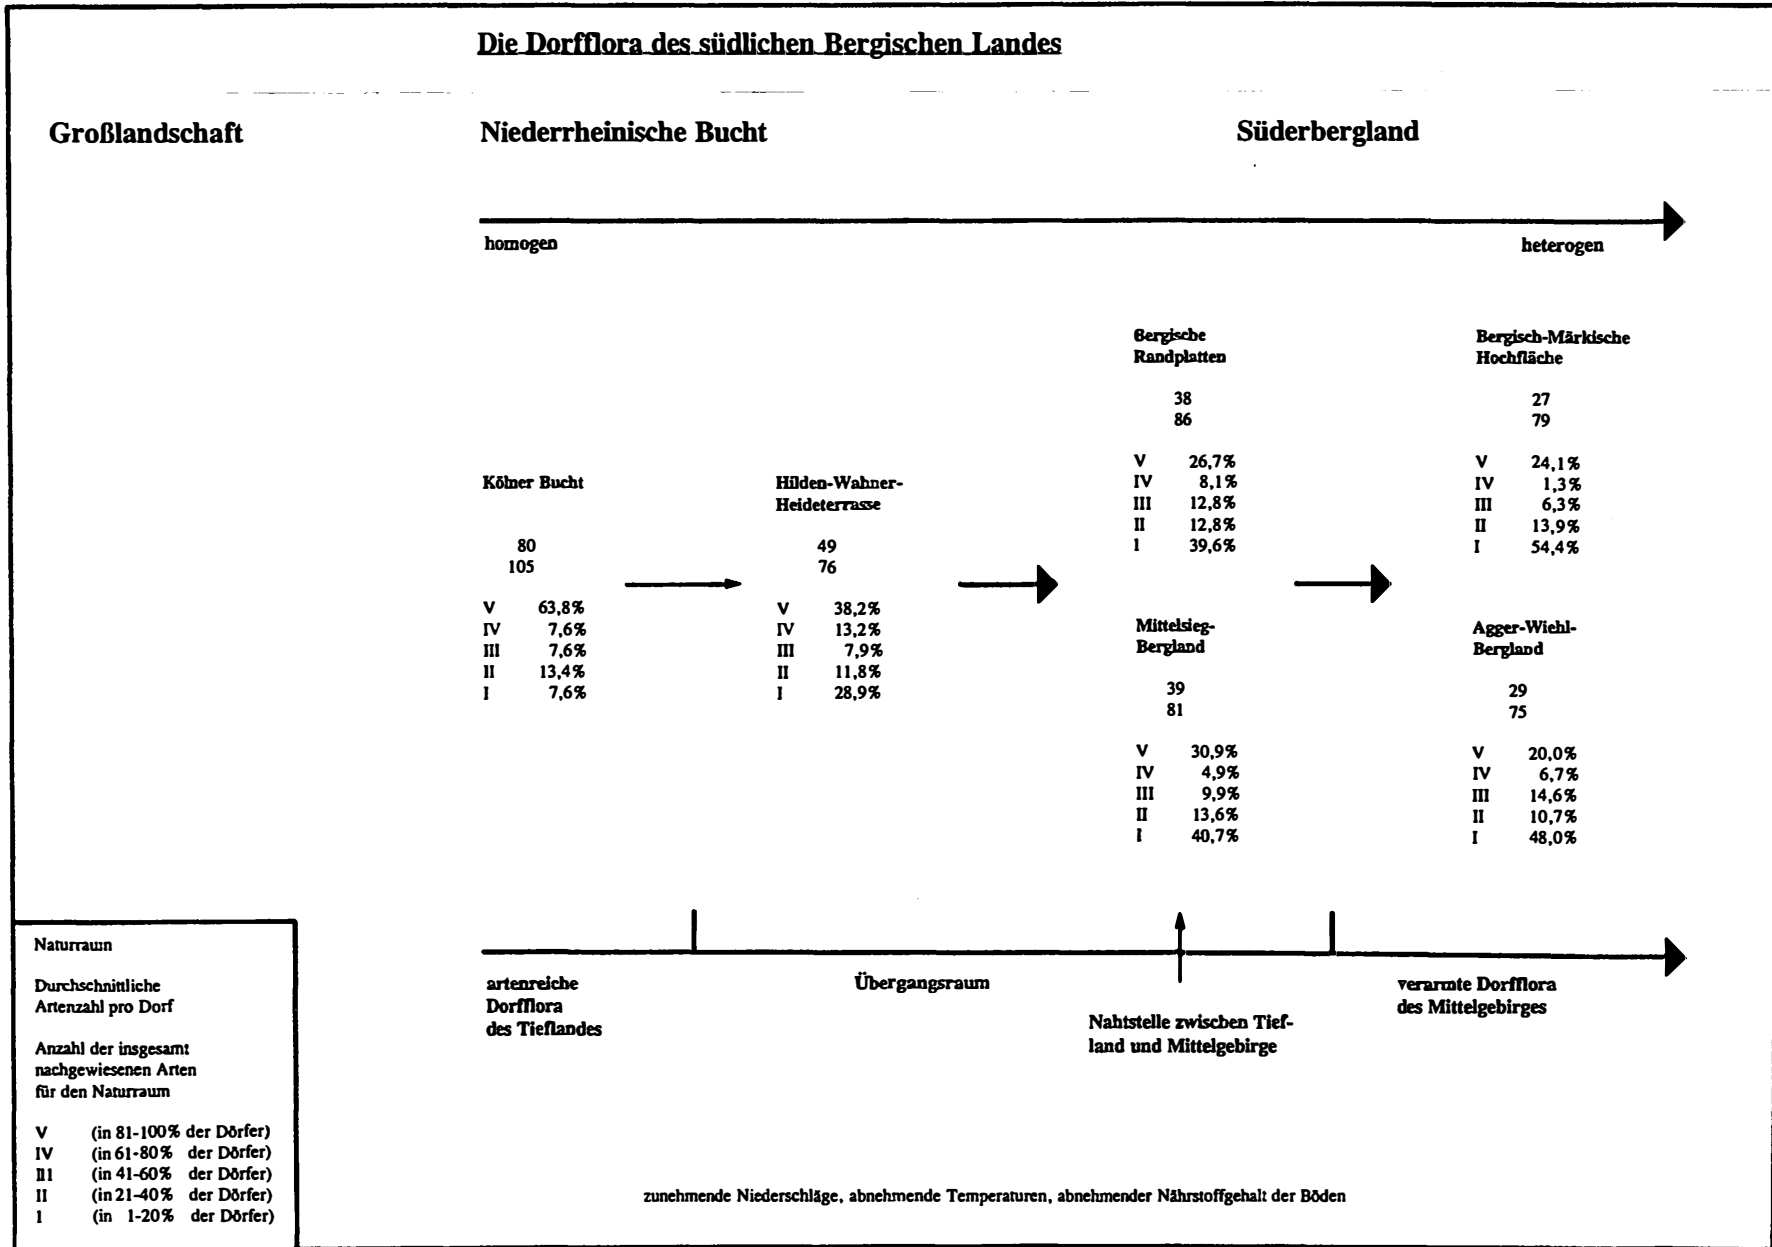 Die Dorfflora des südlichen Bergischen Landes
Großlandschaft
Niederrheinische Bucht
Süderbergland
homogen
heterogen
Kölner Bucht
80
105
V 63,8%
IV 7,6%
III 7,6%
II 13,4%
I 7,6%
Hilden-Wahner-
Heideterrasse
49
76
V 38,2%
IV 13,2%
III 7,9%
II 11,8%
I 28,9%
Bergische
Randplatten
38
86
V 26,7%
IV 8,1%
III 12,8%
II 12,8%
I 39,6%
Mittelsieg-
Bergland
39
81
V 30,9%
IV 4,9%
III 9,9%
II 13,6%
I 40,7%
Bergisch-Märkische
Hochfläche
27
79
V 24,1%
IV 1,3%
III 6,3%
II 13,9%
I 54,4%
Agger-Wiehl-
Bergland
29
75
V 20,0%
IV 6,7%
III 14,6%
II 10,7%
I 48,0%
artenreiche
Dorfflora
des Tieflandes
Übergangsraum
Nahtstelle zwischen Tief-
land und Mittelgebirge
verarmte Dorfflora
des Mittelgebirges
Naturraum
Durchschnittliche
Artenzahl pro Dorf
Anzahl der insgesamt
nachgewiesenen Arten
für den Naturraum
V (in 81-100% der Dörfer)
IV (in 61-80% der Dörfer)
III (in 41-60% der Dörfer)
II (in 21-40% der Dörfer)
I (in 1-20% der Dörfer)
zunehmende Niederschläge, abnehmende Temperaturen, abnehmender Nährstoffgehalt der Böden